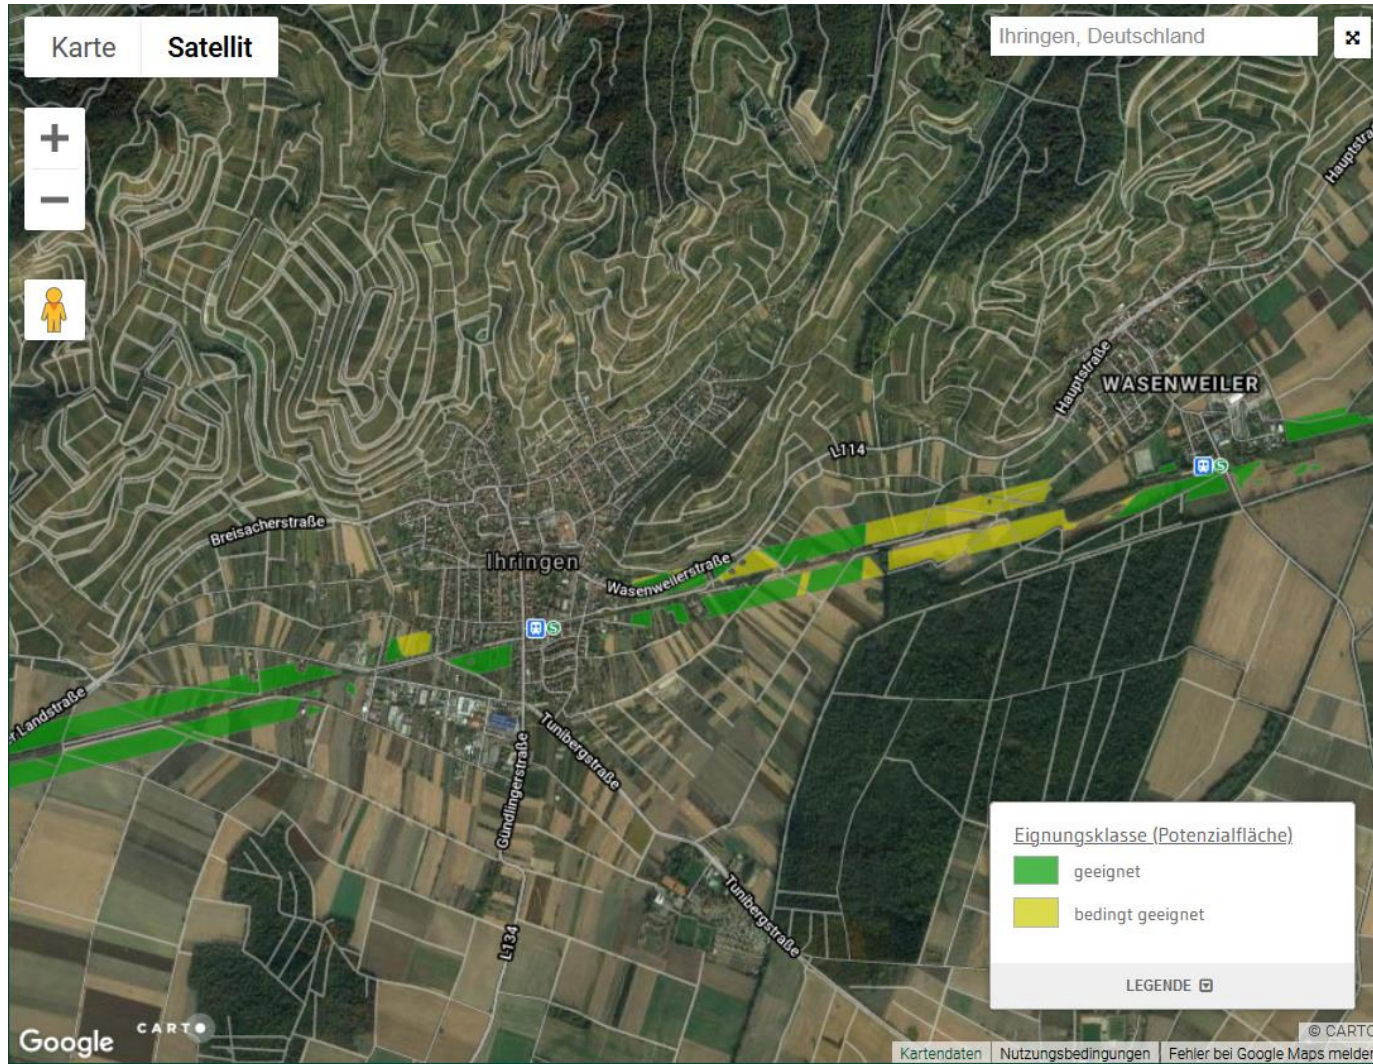 Karte
Satellit
Ihringen, Deutschland
Hauptstra
WASENWEILER
Hauptstraße
L114
Breisacherstraße
Ihringen
Wasenweilerstraße
S
S
r Landstraße
Tunibergstraße
Gündlingerstraße
Tunibergstraße
L134
Eignungsklasse (Potenzialfläche)
geeignet
bedingt geeignet
LEGENDE
Google
CARTO
© CARTO
Kartendaten
Nutzungsbedingungen
Fehler bei Google Maps melden